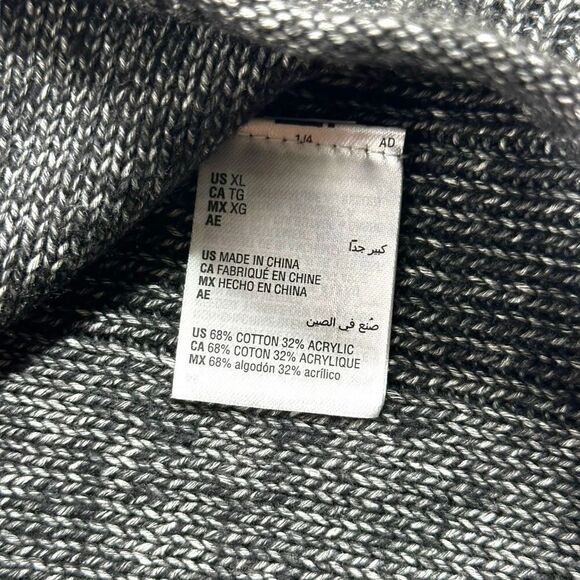 1/4 AD
US XL
CA TG
MX XG
AE
كبير جدًا
US MADE IN CHINA
CA FABRIQUÉ EN CHINE
MX HECHO EN CHINA
AE
صُنع في الصين
US 68% COTTON 32% ACRYLIC
CA 68% COTON 32% ACRYLIQUE
MX 68% algodón 32% acrílico